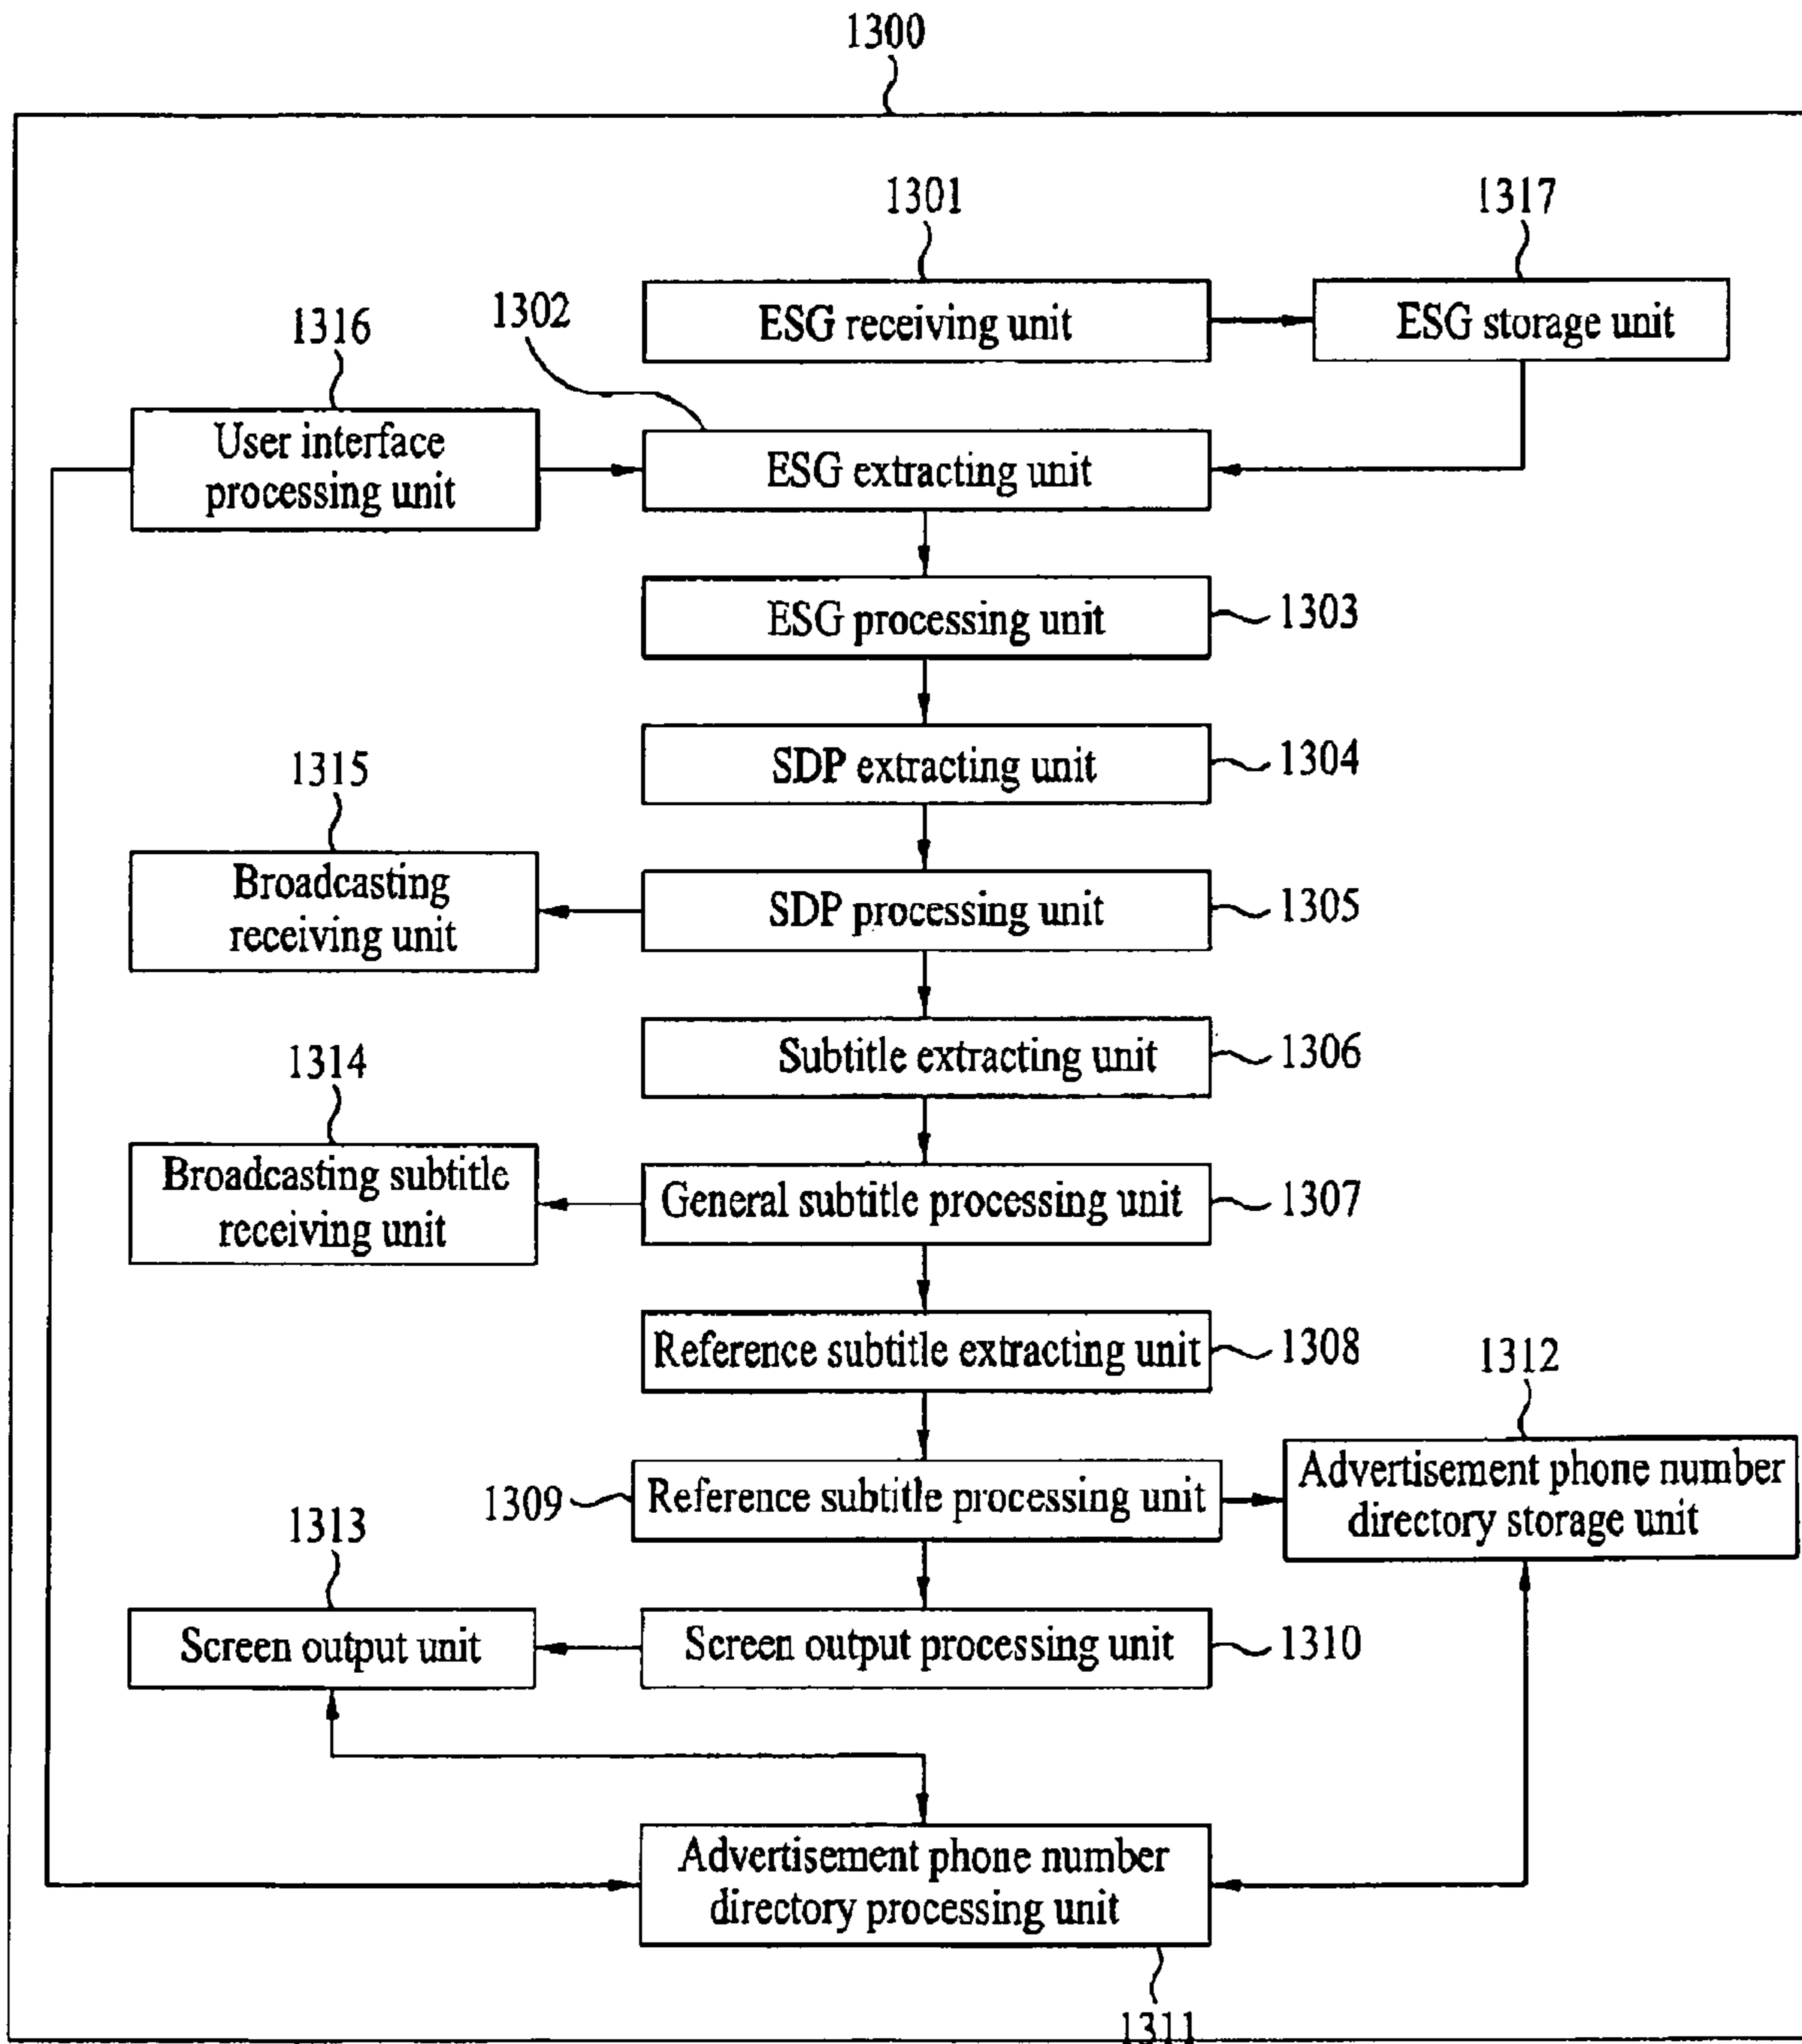 1300
1301
1317
ESG receiving unit
ESG storage unit
1316
1302
User interface
processing unit
ESG extracting unit
ESG processing unit
1303
SDP extracting unit
1304
1315
Broadcasting
receiving unit
SDP processing unit
1305
Subtitle extracting unit
1306
1314
Broadcasting subtitle
receiving unit
General subtitle processing unit
1307
Reference subtitle extracting unit
1308
1312
1309
Reference subtitle processing unit
Advertisement phone number
directory storage unit
1313
Screen output unit
Screen output processing unit
1310
Advertisement phone number
directory processing unit
1311